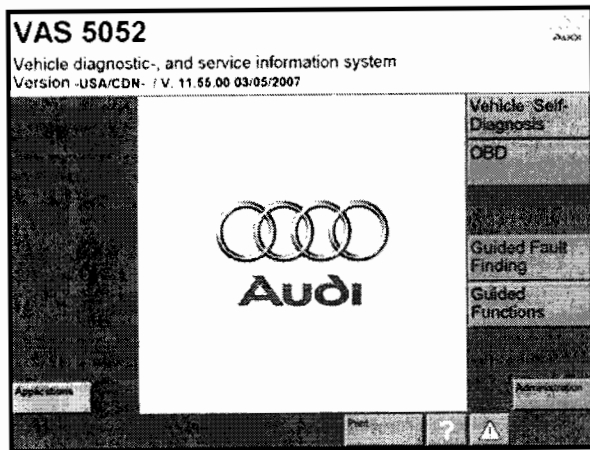 VAS 5052
Audi
Vehicle diagnostic-, and service information system
Version -USA/CDN- / V. 11.55.00 03/05/2007
Vehicle Self-
Diagnosis
OBD
Audi
Guided Fault
Finding
Guided
Functions
Applications
Administration
Print
?